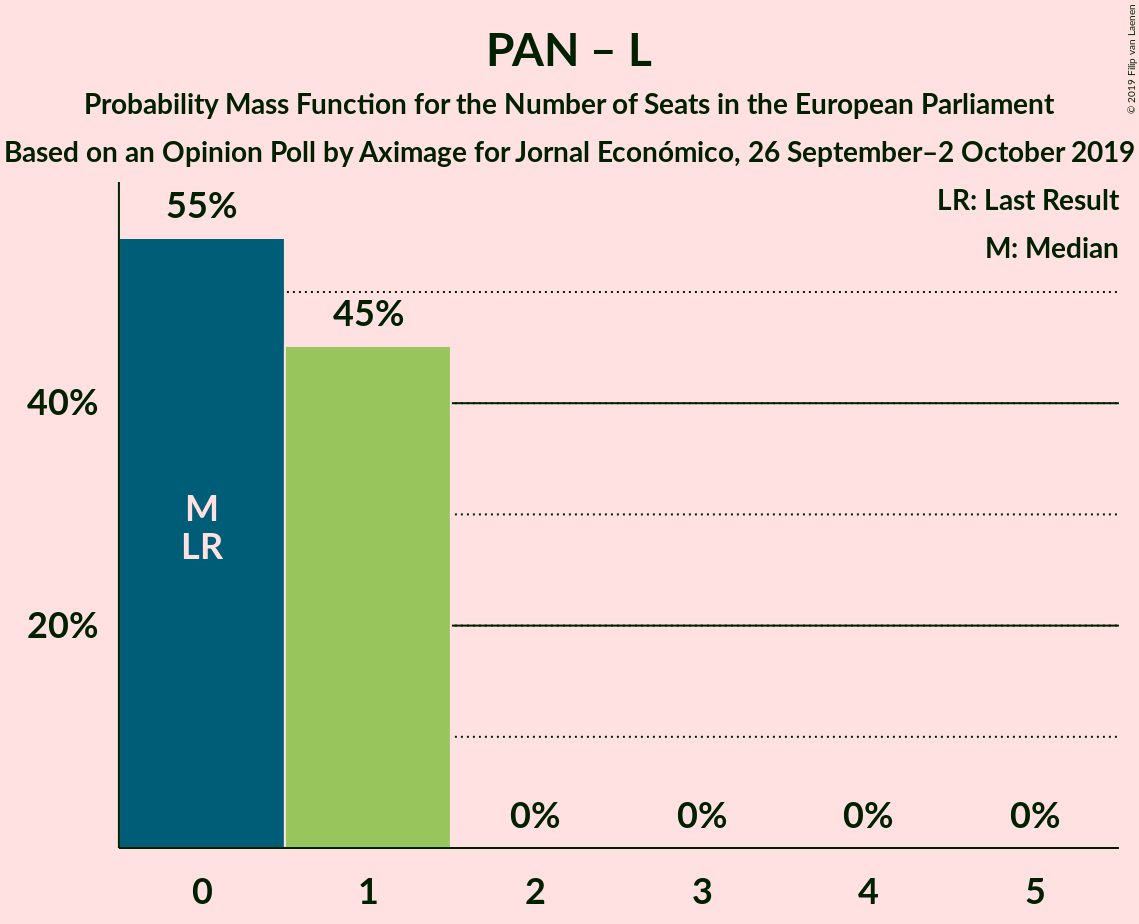 PAN – L
Probability Mass Function for the Number of Seats in the European Parliament
Based on an Opinion Poll by Aximage for Jornal Económico, 26 September–2 October 2019
© 2019 Filip van Laenen
LR: Last Result
M: Median
55%
45%
40%
20%
M
LR
0%
0%
0%
0%
0
1
2
3
4
5